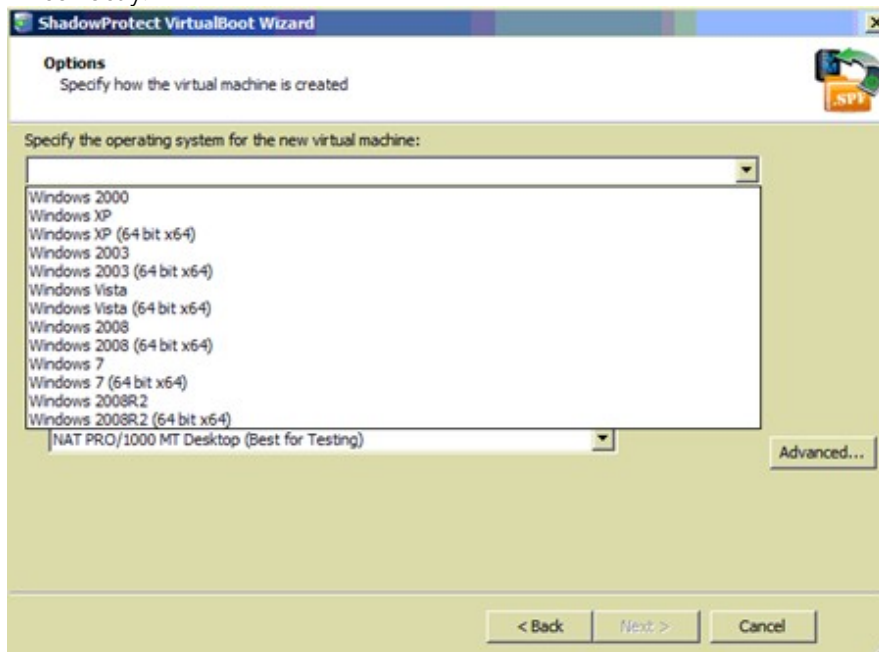 ShadowProtect VirtualBoot Wizard
Options
Specify how the virtual machine is created
.SPF
Specify the operating system for the new virtual machine:
Windows 2000
Windows XP
Windows XP (64 bit x64)
Windows 2003
Windows 2003 (64 bit x64)
Windows Vista
Windows Vista (64 bit x64)
Windows 2008
Windows 2008 (64 bit x64)
Windows 7
Windows 7 (64 bit x64)
Windows 2008R2
Windows 2008R2 (64 bit x64)
NAT PRO/1000 MT Desktop (Best for Testing)
Advanced...
< Back Next > Cancel